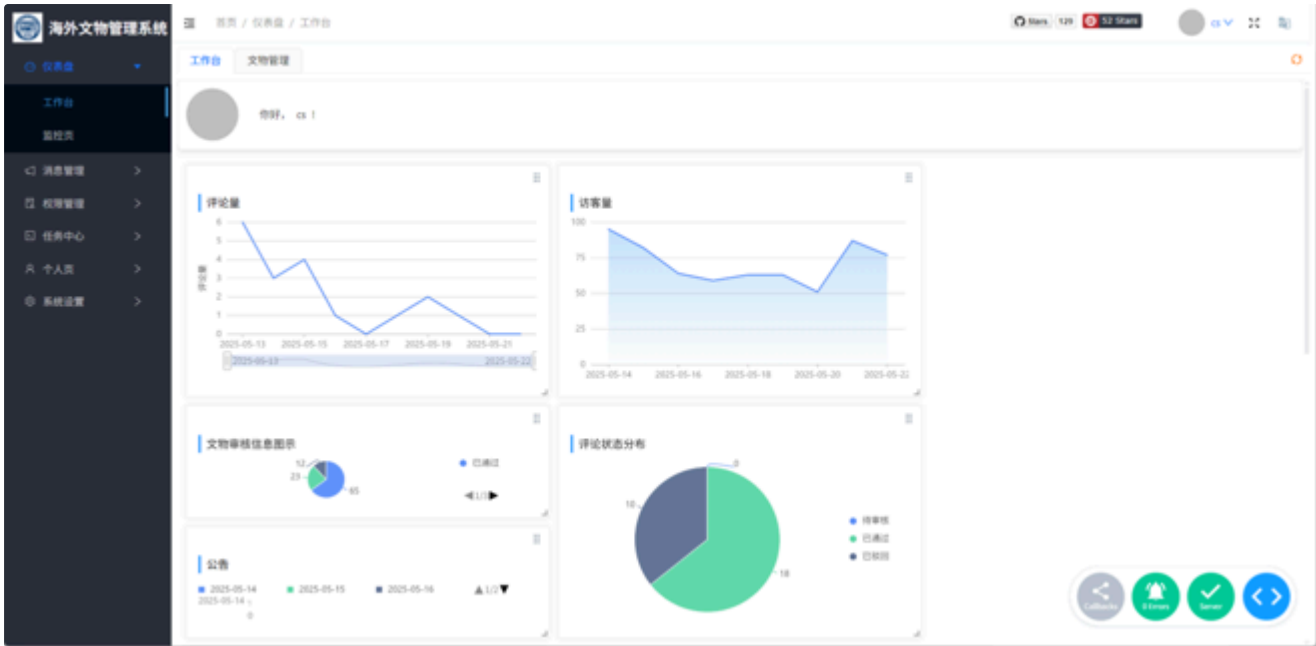 海外文物管理系统
首页 / 仪表盘 / 工作台
Stars 129 52 Stars
cs
仪表盘
工作台
监控页
消息管理
权限管理
任务中心
个人页
系统设置
工作台 文物管理
你好， cs ！
评论量
6
5
4
3
2
1
0
评论量
2025-05-13 2025-05-15 2025-05-17 2025-05-19 2025-05-21
2025-05-13 2025-05-22
访客量
100
75
50
25
0
2025-05-14 2025-05-16 2025-05-18 2025-05-20 2025-05-22
文物审核信息图示
12
23
65
已通过
1/3
评论状态分布
0
10
18
待审核
已通过
已驳回
公告
2025-05-14 2025-05-15 2025-05-16
2025-05-14
0
Callbacks
0 Errors
Server